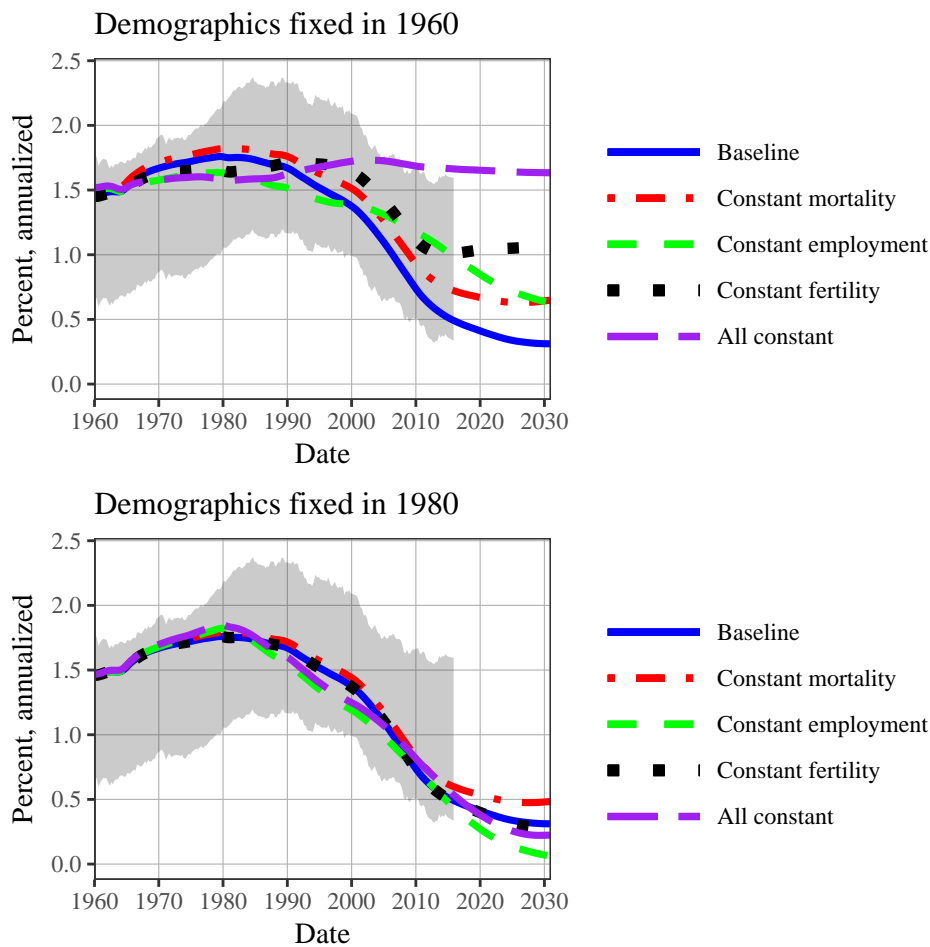 Demographics fixed in 1960
Percent, annualized
2.5
2.0
1.5
1.0
0.5
0.0
1960 1970 1980 1990 2000 2010 2020 2030
Date
Baseline
Constant mortality
Constant employment
Constant fertility
All constant
Demographics fixed in 1980
Percent, annualized
2.5
2.0
1.5
1.0
0.5
0.0
1960 1970 1980 1990 2000 2010 2020 2030
Date
Baseline
Constant mortality
Constant employment
Constant fertility
All constant